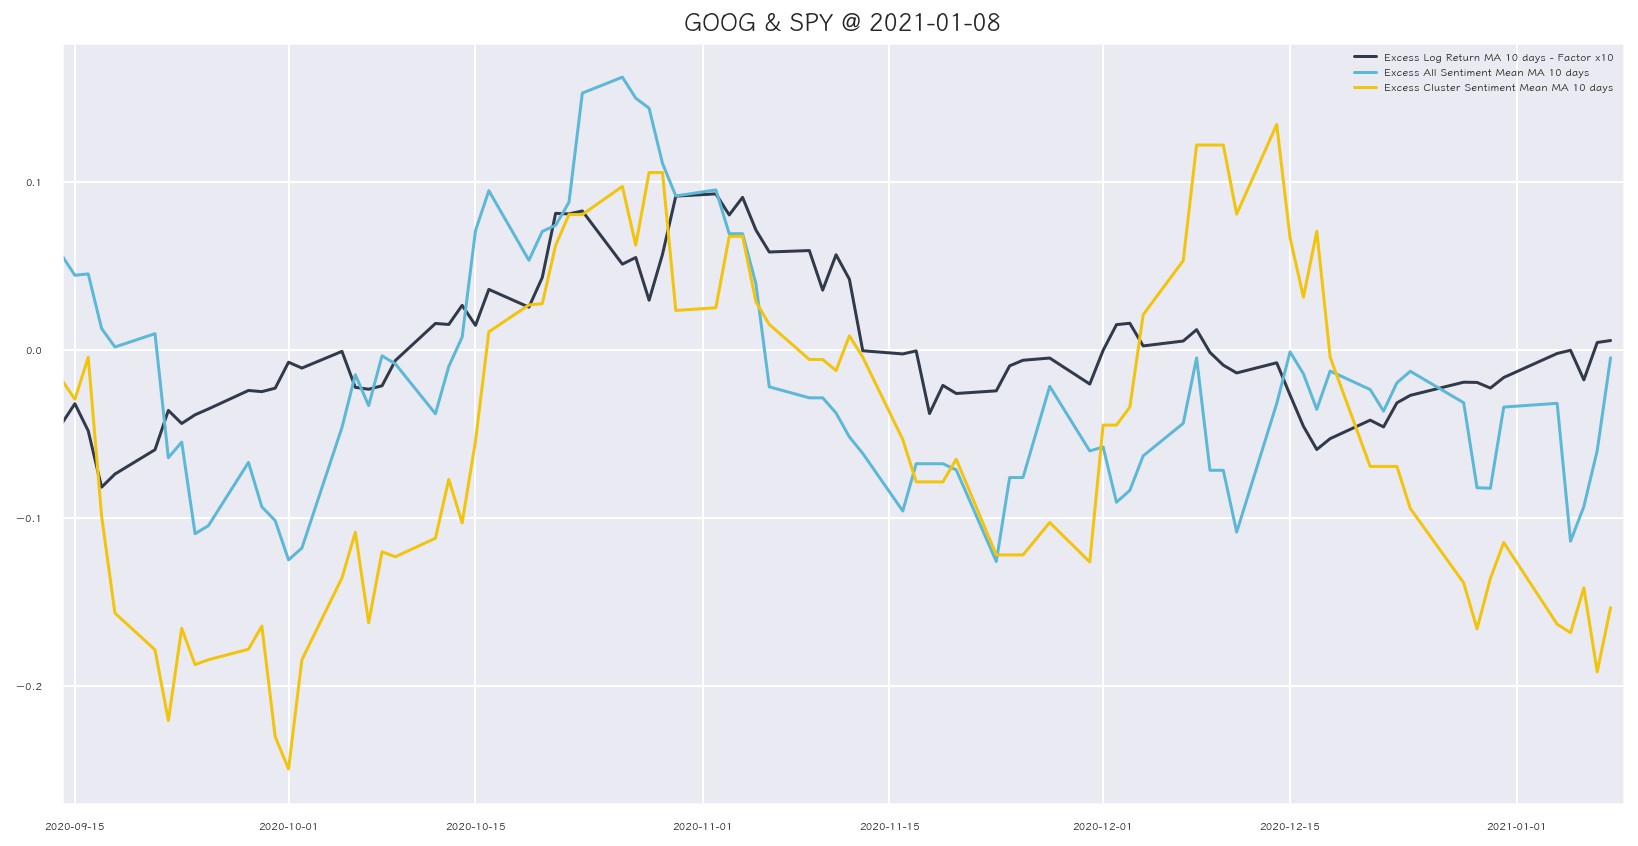 GOOG & SPY @ 2021-01-08
Excess Log Return MA 10 days - Factor x10
Excess All Sentiment Mean MA 10 days
Excess Cluster Sentiment Mean MA 10 days
0.1
0.0
−0.1
−0.2
2020-09-15 2020-10-01 2020-10-15 2020-11-01 2020-11-15 2020-12-01 2020-12-15 2021-01-01